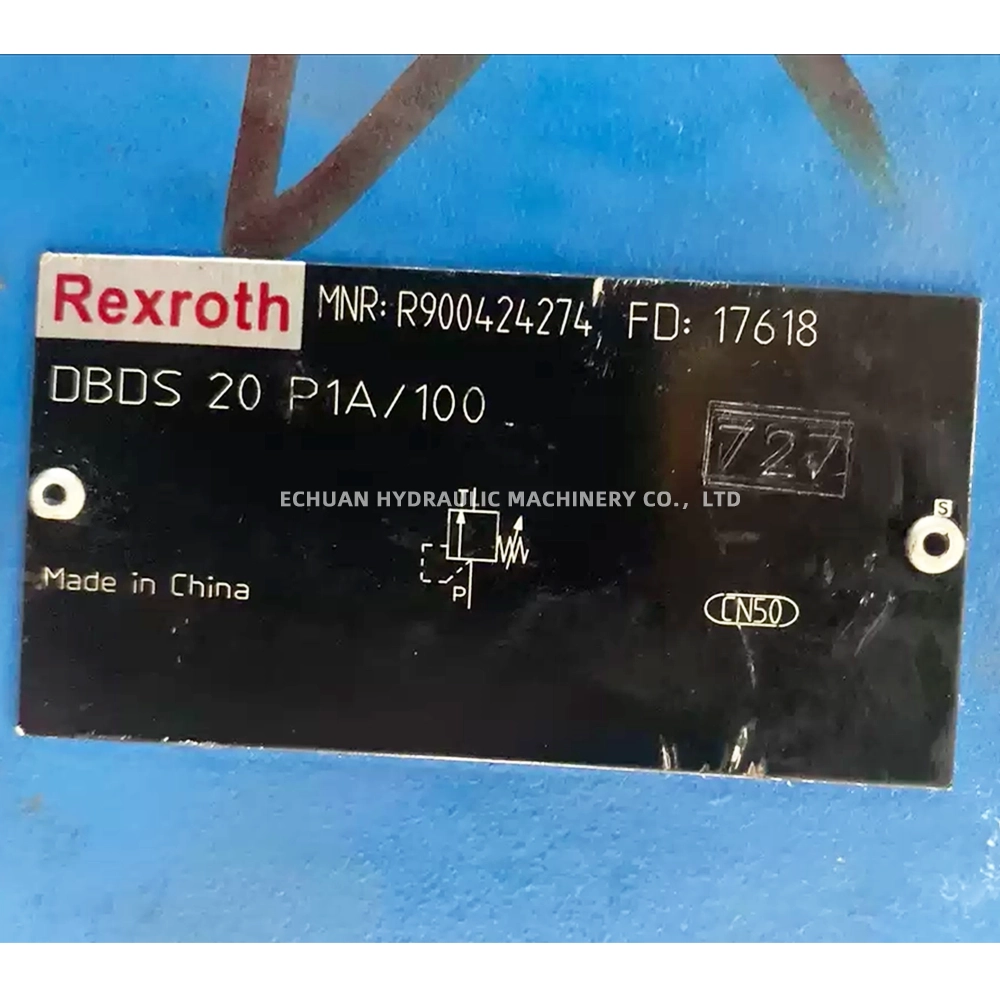 Rexroth MNR: R900424274 FD: 17618
DBDS 20 P1A/100
727
ECHUAN HYDRAULIC MACHINERY CO., LTD
T
S
Made in China
P
CN50